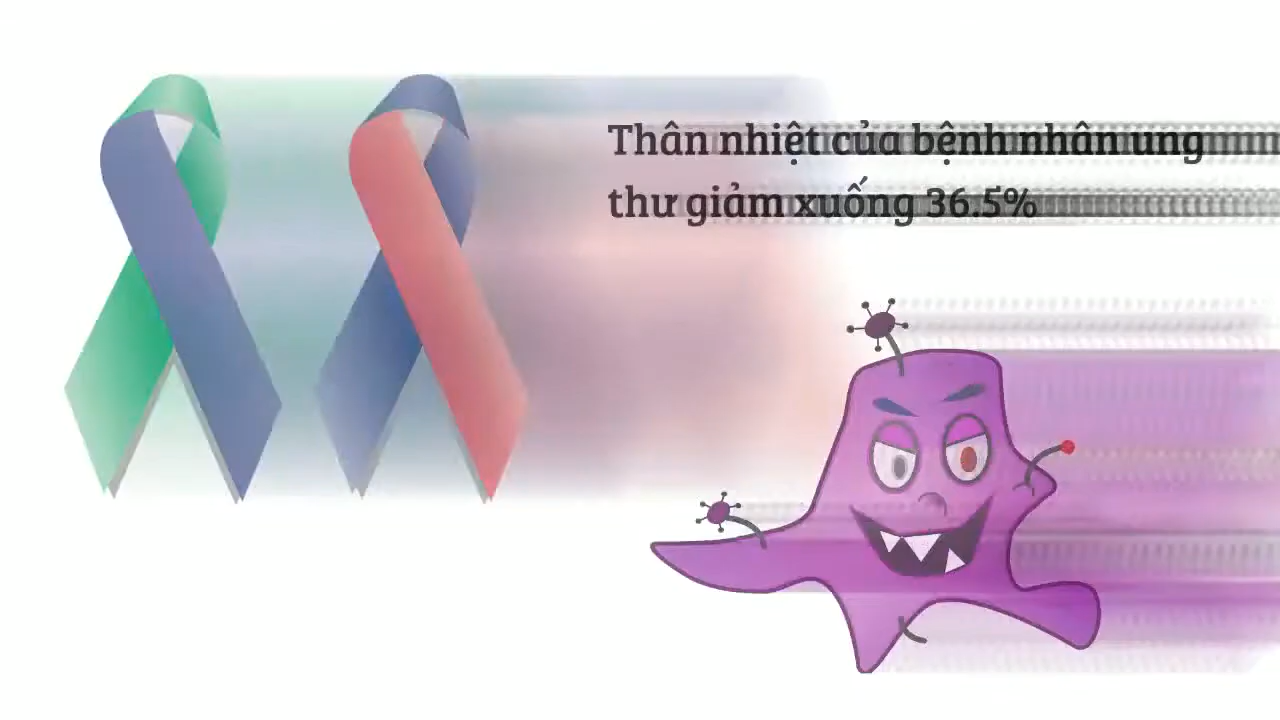 Thân nhiệt của bệnh nhân ung
thư giảm xuống 36.5%